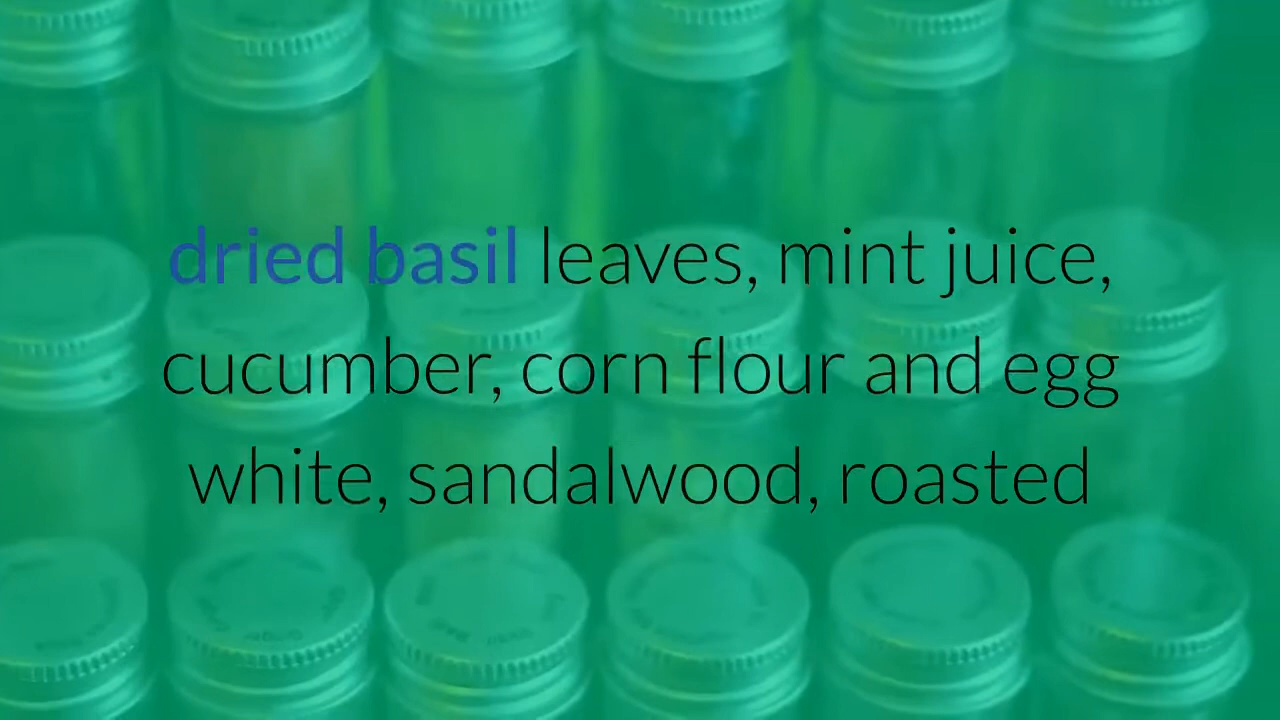 dried basil leaves, mint juice,
cucumber, corn flour and egg
white, sandalwood, roasted